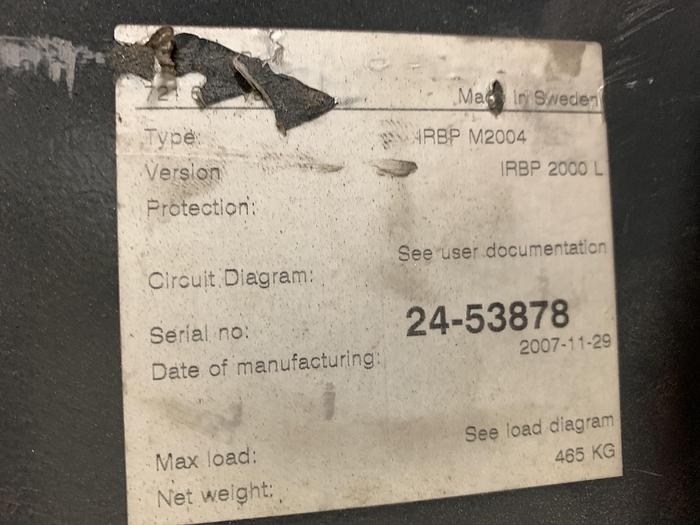 Made In Sweden
Type: IRBP M2004
Version IRBP 2000 L
Protection:
See user documentation
Circuit Diagram:
Serial no: 24-53878
Date of manufacturing: 2007-11-29
See load diagram
Max load: 465 KG
Net weight: